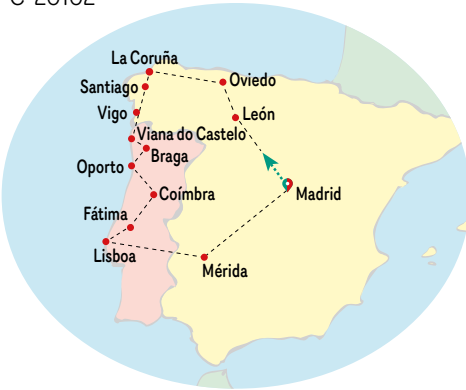 La Coruña
Oviedo
Santiago
León
Vigo
Viana do Castelo
Braga
Oporto
Madrid
Coímbra
Fátima
Lisboa
Mérida